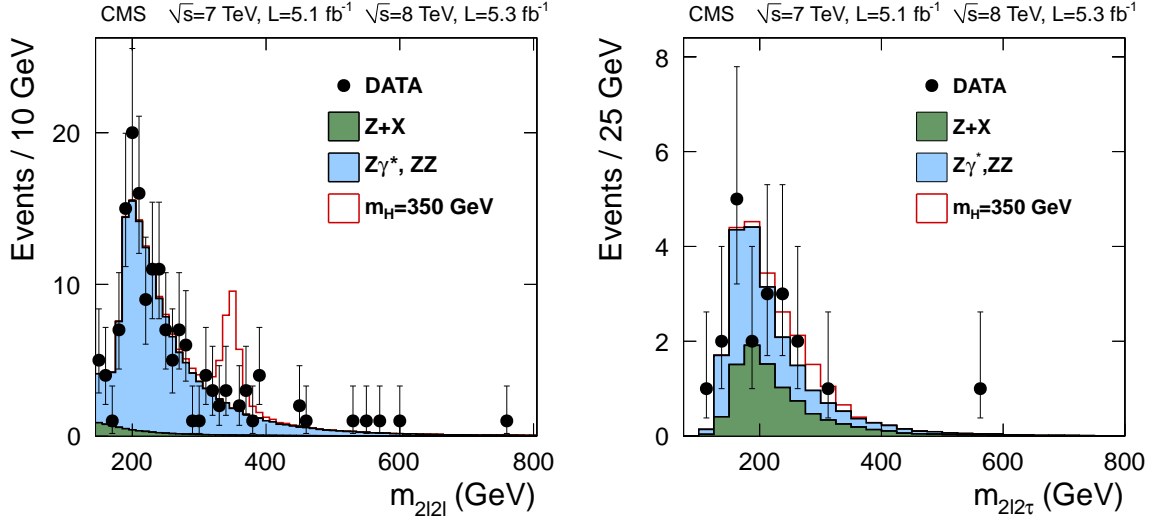 CMS √s=7 TeV, L=5.1 fb⁻¹ √s=8 TeV, L=5.3 fb⁻¹
Events / 10 GeV
20
10
0
DATA
Z+X
Zγ*, ZZ
m_H=350 GeV
200 400 600 800
m_2l2l (GeV)
CMS √s=7 TeV, L=5.1 fb⁻¹ √s=8 TeV, L=5.3 fb⁻¹
Events / 25 GeV
8
6
4
2
0
DATA
Z+X
Zγ*,ZZ
m_H=350 GeV
200 400 600 800
m_2l2τ (GeV)